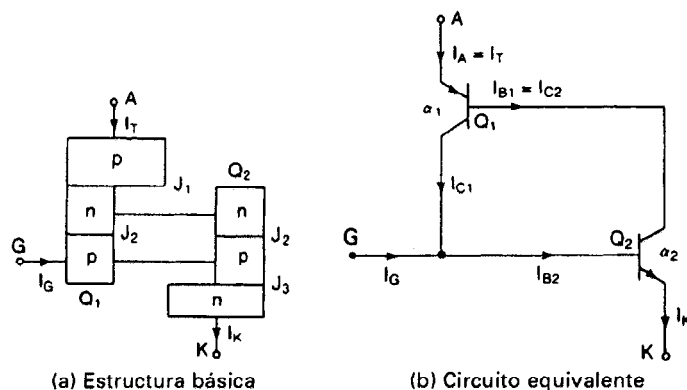 A
I_T
p
J_1
Q_2
n
n
J_2
J_2
G
p
p
I_G
J_3
Q_1
n
I_K
K
(a) Estructura básica
A
I_A = I_T
I_B1 = I_C2
α_1
Q_1
I_C1
G
Q_2
α_2
I_G
I_B2
I_K
K
(b) Circuito equivalente